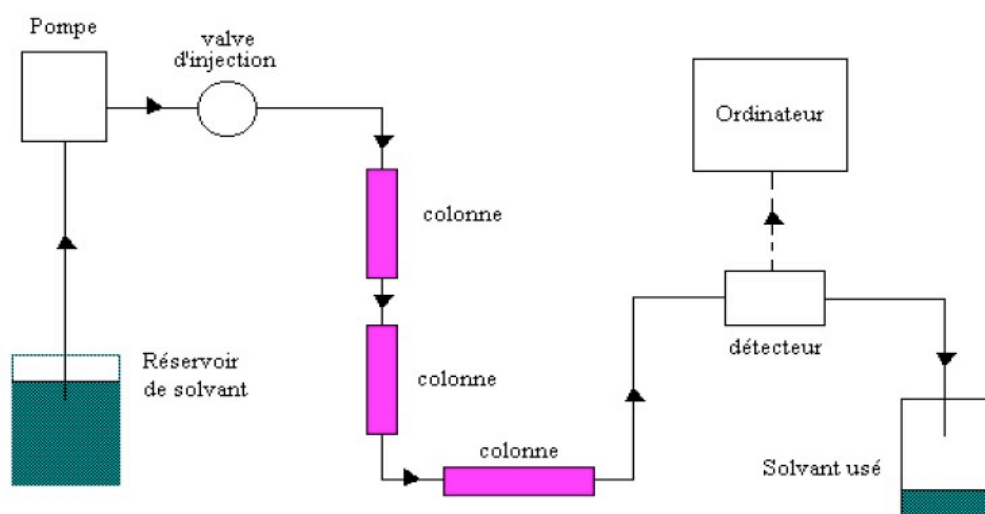 Pompe
valve
d'injection
Ordinateur
colonne
Réservoir
de solvant
colonne
détecteur
colonne
Solvant usé